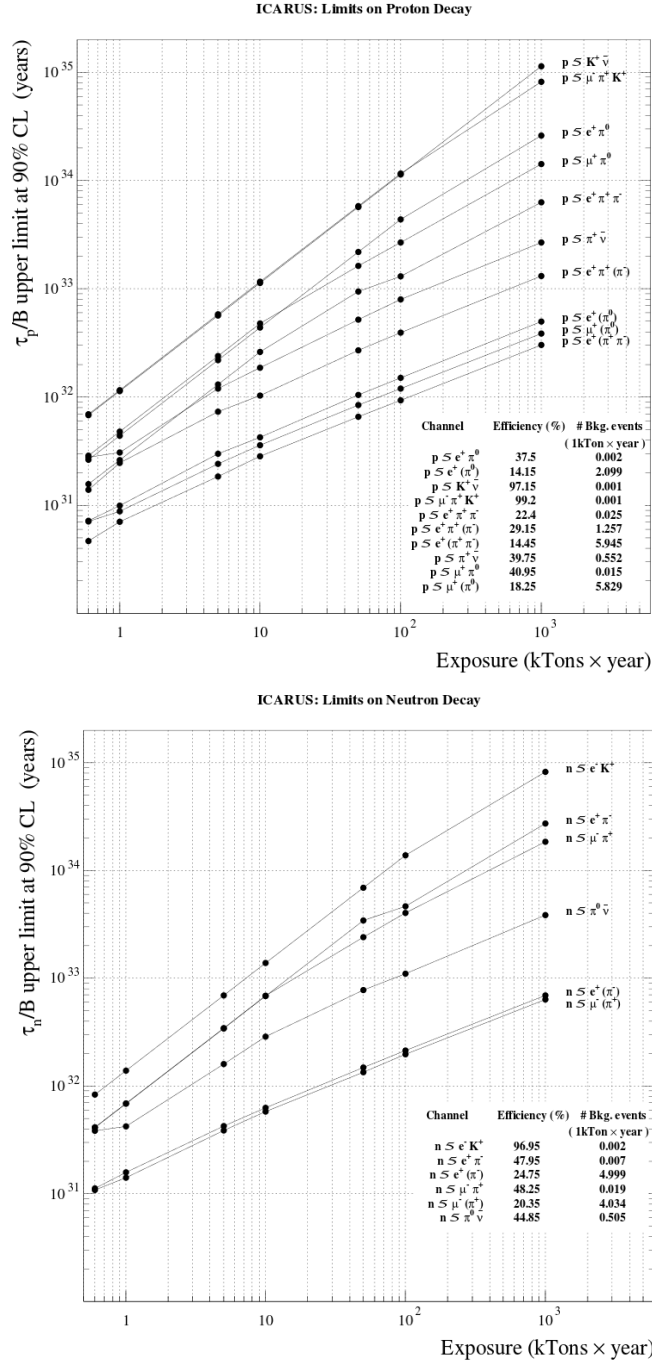 ICARUS: Limits on Proton Decay
τp/B upper limit at 90% CL (years)
10^35
10^34
10^33
10^32
10^31
p S K+ ν̄
p S μ- π+ K+
p S e+ π0
p S μ+ π0
p S e+ π+ π-
p S π+ ν̄
p S e+ π+ (π-)
p S e+ (π0)
p S μ+ (π0)
p S e+ (π+ π-)
Channel Efficiency (%) # Bkg. events
( 1kTon × year)
p S e+ π0 37.5 0.002
p S e+ (π0) 14.15 2.099
p S K+ ν̄ 97.15 0.001
p S μ- π+ K+ 99.2 0.001
p S e+ π+ π- 22.4 0.025
p S e+ π+ (π-) 29.15 1.257
p S e+ (π+ π-) 14.45 5.945
p S π+ ν̄ 39.75 0.552
p S μ+ π0 40.95 0.015
p S μ+ (π0) 18.25 5.829
1 10 10^2 10^3
Exposure (kTons × year)
ICARUS: Limits on Neutron Decay
τn/B upper limit at 90% CL (years)
10^35
10^34
10^33
10^32
10^31
n S e- K+
n S e+ π-
n S μ- π+
n S π0 ν̄
n S e+ (π-)
n S μ- (π+)
Channel Efficiency (%) # Bkg. events
( 1kTon × year)
n S e- K+ 96.95 0.002
n S e+ π- 47.95 0.007
n S e+ (π-) 24.75 4.999
n S μ- π+ 48.25 0.019
n S μ- (π+) 20.35 4.034
n S π0 ν̄ 44.85 0.505
1 10 10^2 10^3
Exposure (kTons × year)